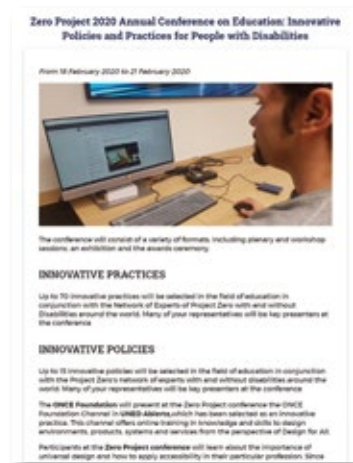 Zero Project 2020 Annual Conference on Education: Innovative
Policies and Practices for People with Disabilities
From 19 February 2020 to 21 February 2020
The conference will consist of a variety of formats, including plenary and workshop
sessions, an exhibition and the awards ceremony.
INNOVATIVE PRACTICES
Up to 70 innovative practices will be selected in the field of education in
conjunction with the Network of Experts of Project Zero with and without
Disabilities around the world. Many of your representatives will be key presenters at
the conference
INNOVATIVE POLICIES
Up to 15 innovative policies will be selected in the field of education in conjunction
with the Project Zero's network of experts with and without disabilities around the
world. Many of your representatives will be key presenters at the conference.
The ONCE Foundation will present at the Zero Project conference the ONCE
Foundation Channel in UNED Abierta, which has been selected as an innovative
practice. This channel offers online training in knowledge and skills to design
environments, products, systems and services from the perspective of Design for All.
Participants at the Zero Project conference will learn about the importance of
universal design and how to apply accessibility in their particular profession. Since